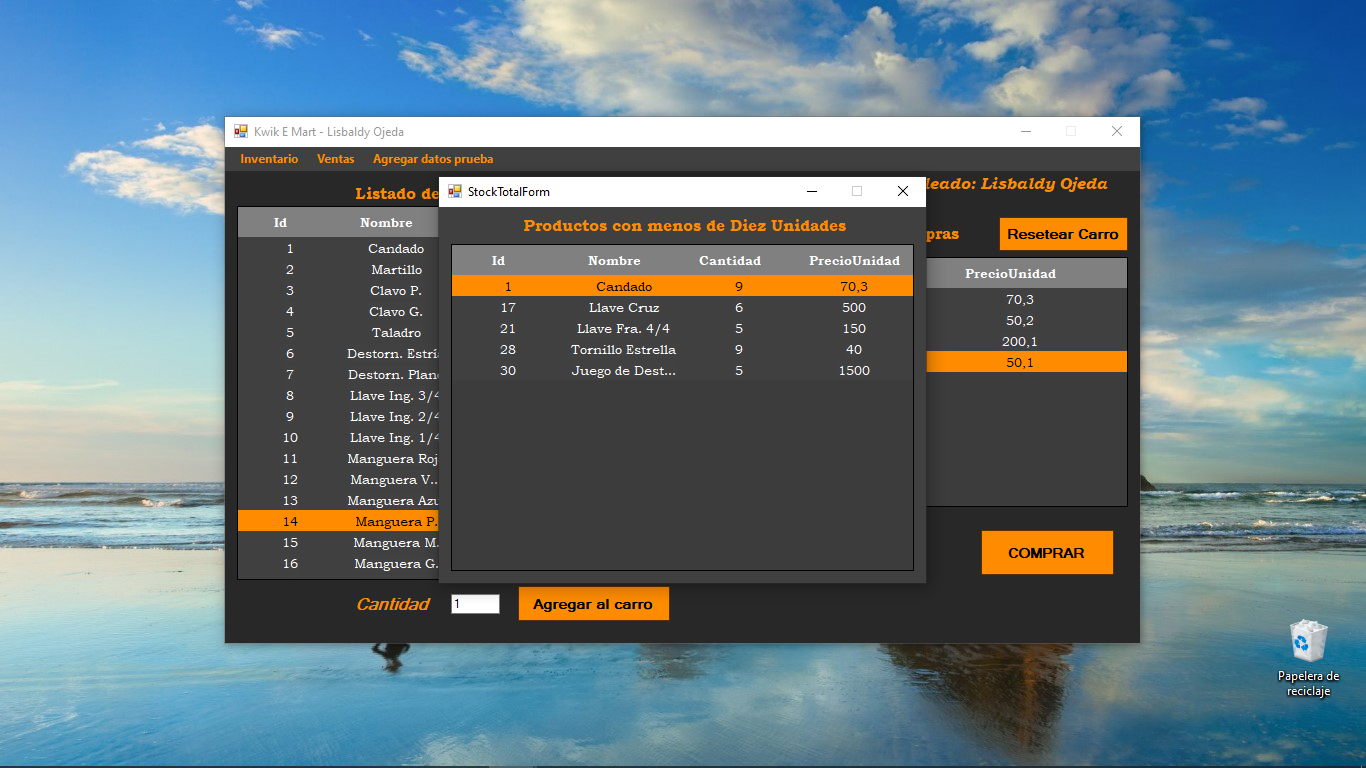 Kwik E Mart - Lisbaldy Ojeda
Inventario Ventas Agregar datos prueba
Listado de
Lisbaldy Ojeda
Resetear Carro
Id Nombre
1 Candado
2 Martillo
3 Clavo P.
4 Clavo G.
5 Taladro
6 Destorn. Estrí
7 Destorn. Plan
8 Llave Ing. 3/4
9 Llave Ing. 2/4
10 Llave Ing. 1/4
11 Manguera Roj
12 Manguera V..
13 Manguera Azu
14 Manguera P.
15 Manguera M.
16 Manguera G.
StockTotalForm
Productos con menos de Diez Unidades
Id Nombre Cantidad PrecioUnidad
1 Candado 9 70,3
17 Llave Cruz 6 500
21 Llave Fra. 4/4 5 150
28 Tornillo Estrella 9 40
30 Juego de Dest... 5 1500
PrecioUnidad
70,3
50,2
200,1
50,1
COMPRAR
Cantidad 1 Agregar al carro
Papelera de
reciclaje